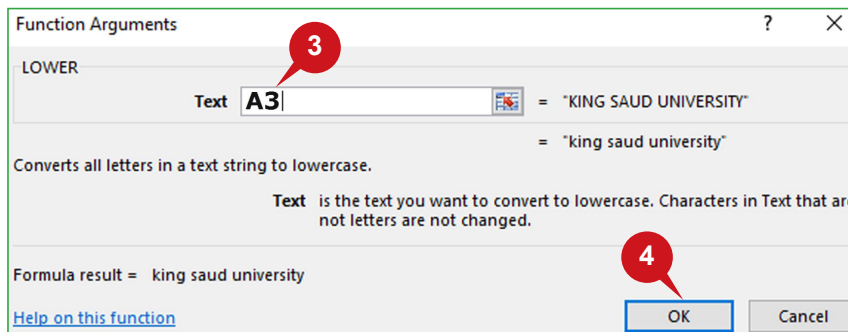 Function Arguments ?
3
LOWER
Text A3 = "KING SAUD UNIVERSITY"
= "king saud university"
Converts all letters in a text string to lowercase.
Text is the text you want to convert to lowercase. Characters in Text that are
not letters are not changed.
4
Formula result = king saud university
Help on this function OK Cancel